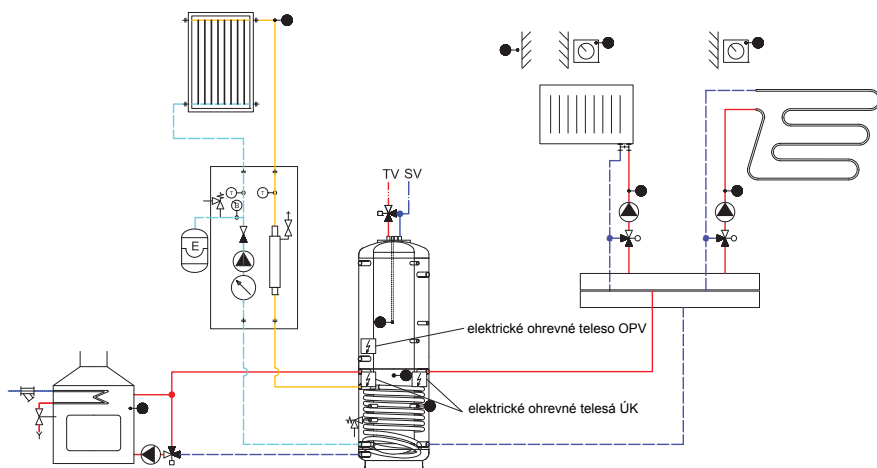 TV SV
T
T
B
E
elektrické ohrevné teleso OPV
elektrické ohrevné telesá ÚK